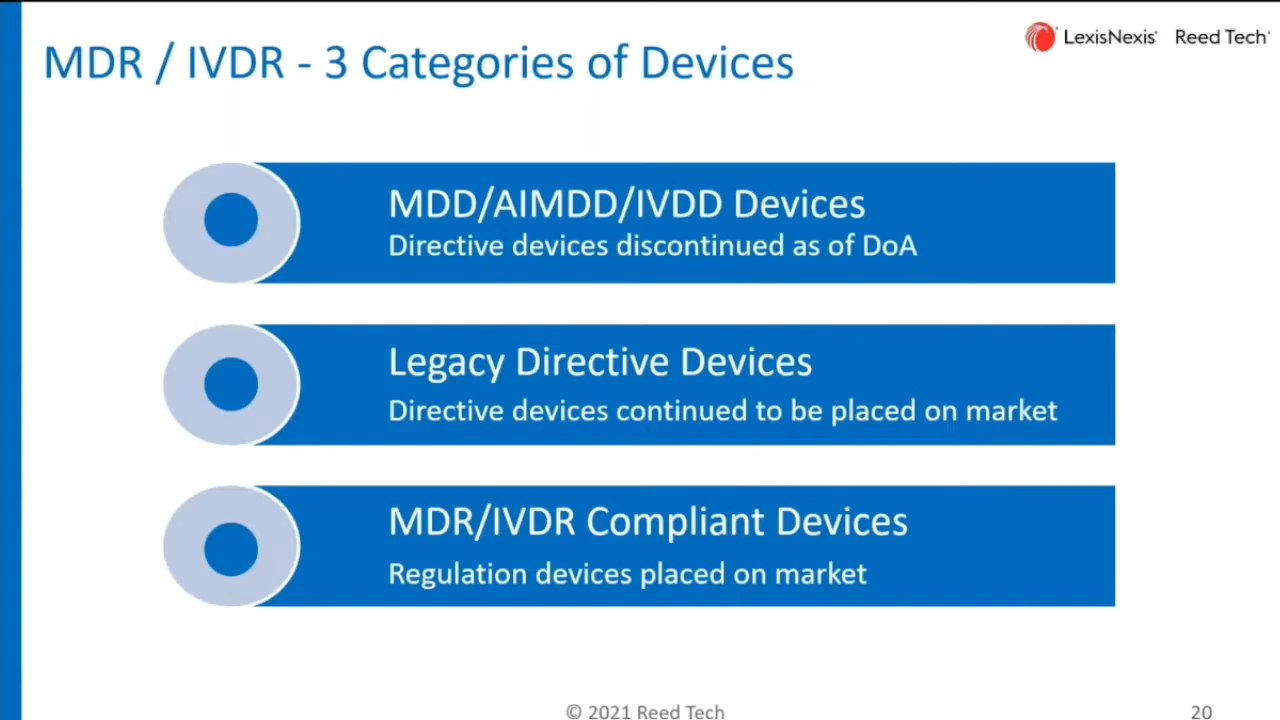 MDR / IVDR - 3 Categories of Devices
LexisNexis® Reed Tech®
MDD/AIMDD/IVDD Devices
Directive devices discontinued as of DoA
Legacy Directive Devices
Directive devices continued to be placed on market
MDR/IVDR Compliant Devices
Regulation devices placed on market
© 2021 Reed Tech
20